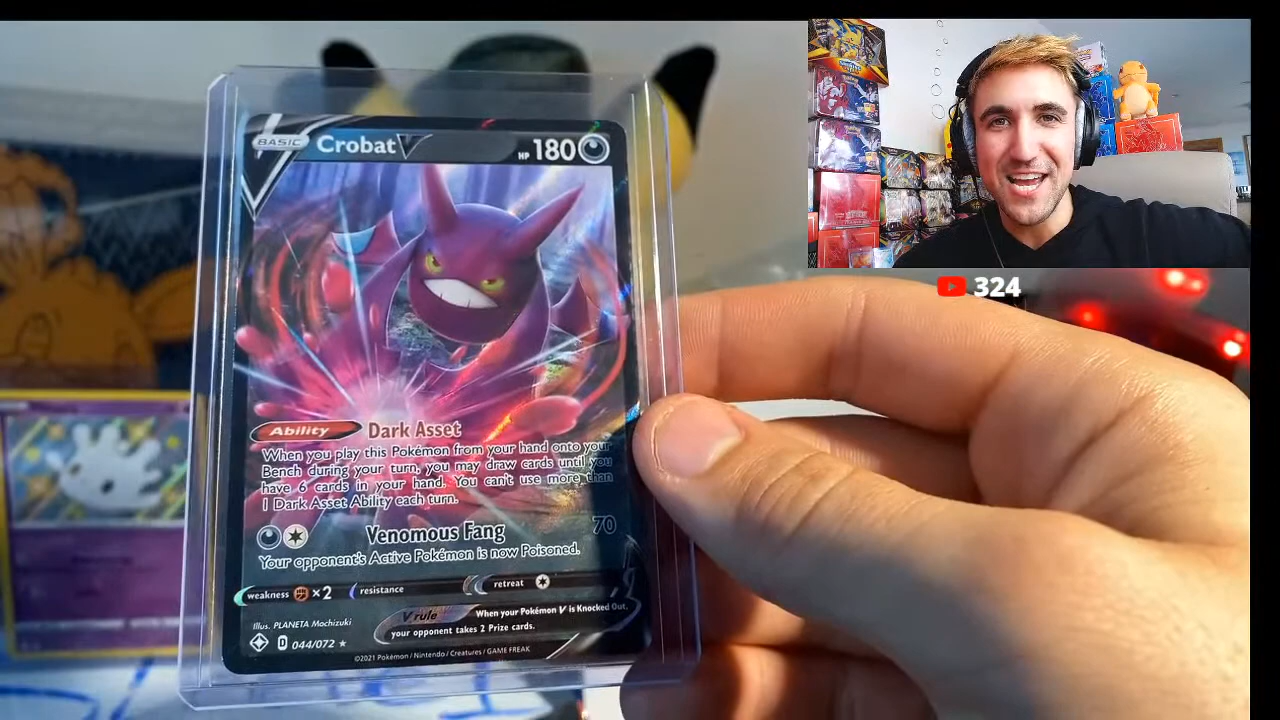 BASIC Crobat V HP 180
Ability Dark Asset
When you play this Pokémon from your hand onto your
Bench during your turn, you may draw cards until you
have 6 cards in your hand. You can't use more than
1 Dark Asset Ability each turn.
Venomous Fang 70
Your opponent's Active Pokémon is now Poisoned.
weakness ×2 resistance retreat
V rule When your Pokémon V is Knocked Out,
your opponent takes 2 Prize cards.
Illus. PLANETA Mochizuki
D 044/072 ★
©2021 Pokémon / Nintendo / Creatures / GAME FREAK
324